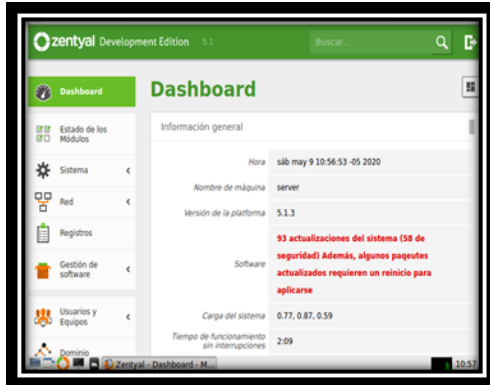 zentyal Development Edition 5.1
Buscar...
Dashboard
Dashboard
Estado de los
Módulos
Sistema
Red
Registros
Gestión de
software
Usuarios y
Equipos
Dominio
Información general
Hora sáb may 9 10:56:53 -05 2020
Nombre de máquina server
Versión de la platforma 5.1.3
Software 93 actualizaciones del sistema (58 de
seguridad) Además, algunos paqeutes
actualizados requieren un reinicio para
aplicarse
Carga del sistema 0.77, 0.87, 0.59
Tiempo de funcionamiento
sin interrupciones 2:09
Zentyal - Dashboard - M...
10:57